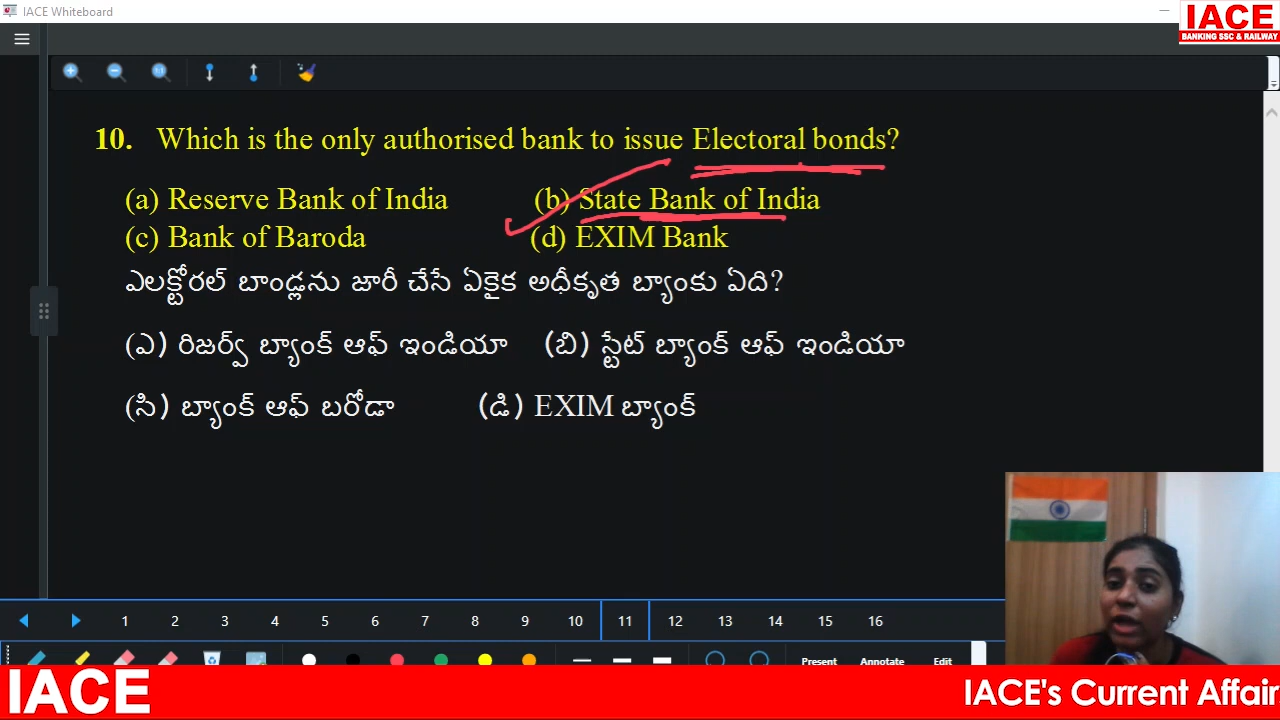 IACE Whiteboard
IACE
BANKING SSC & RAILWAY
10. Which is the only authorised bank to issue Electoral bonds?
(a) Reserve Bank of India (b) State Bank of India
(c) Bank of Baroda (d) EXIM Bank
ఎలక్టోరల్ బాండ్లను జారీ చేసే ఏకైక అధీకృత బ్యాంకు ఏది?
(ఎ) రిజర్వ్ బ్యాంక్ ఆఫ్ ఇండియా (బి) స్టేట్ బ్యాంక్ ఆఫ్ ఇండియా
(సి) బ్యాంక్ ఆఫ్ బరోడా (డి) EXIM బ్యాంక్
1 2 3 4 5 6 7 8 9 10 11 12 13 14 15 16
Present Annotate Edit
IACE IACE's Current Affair